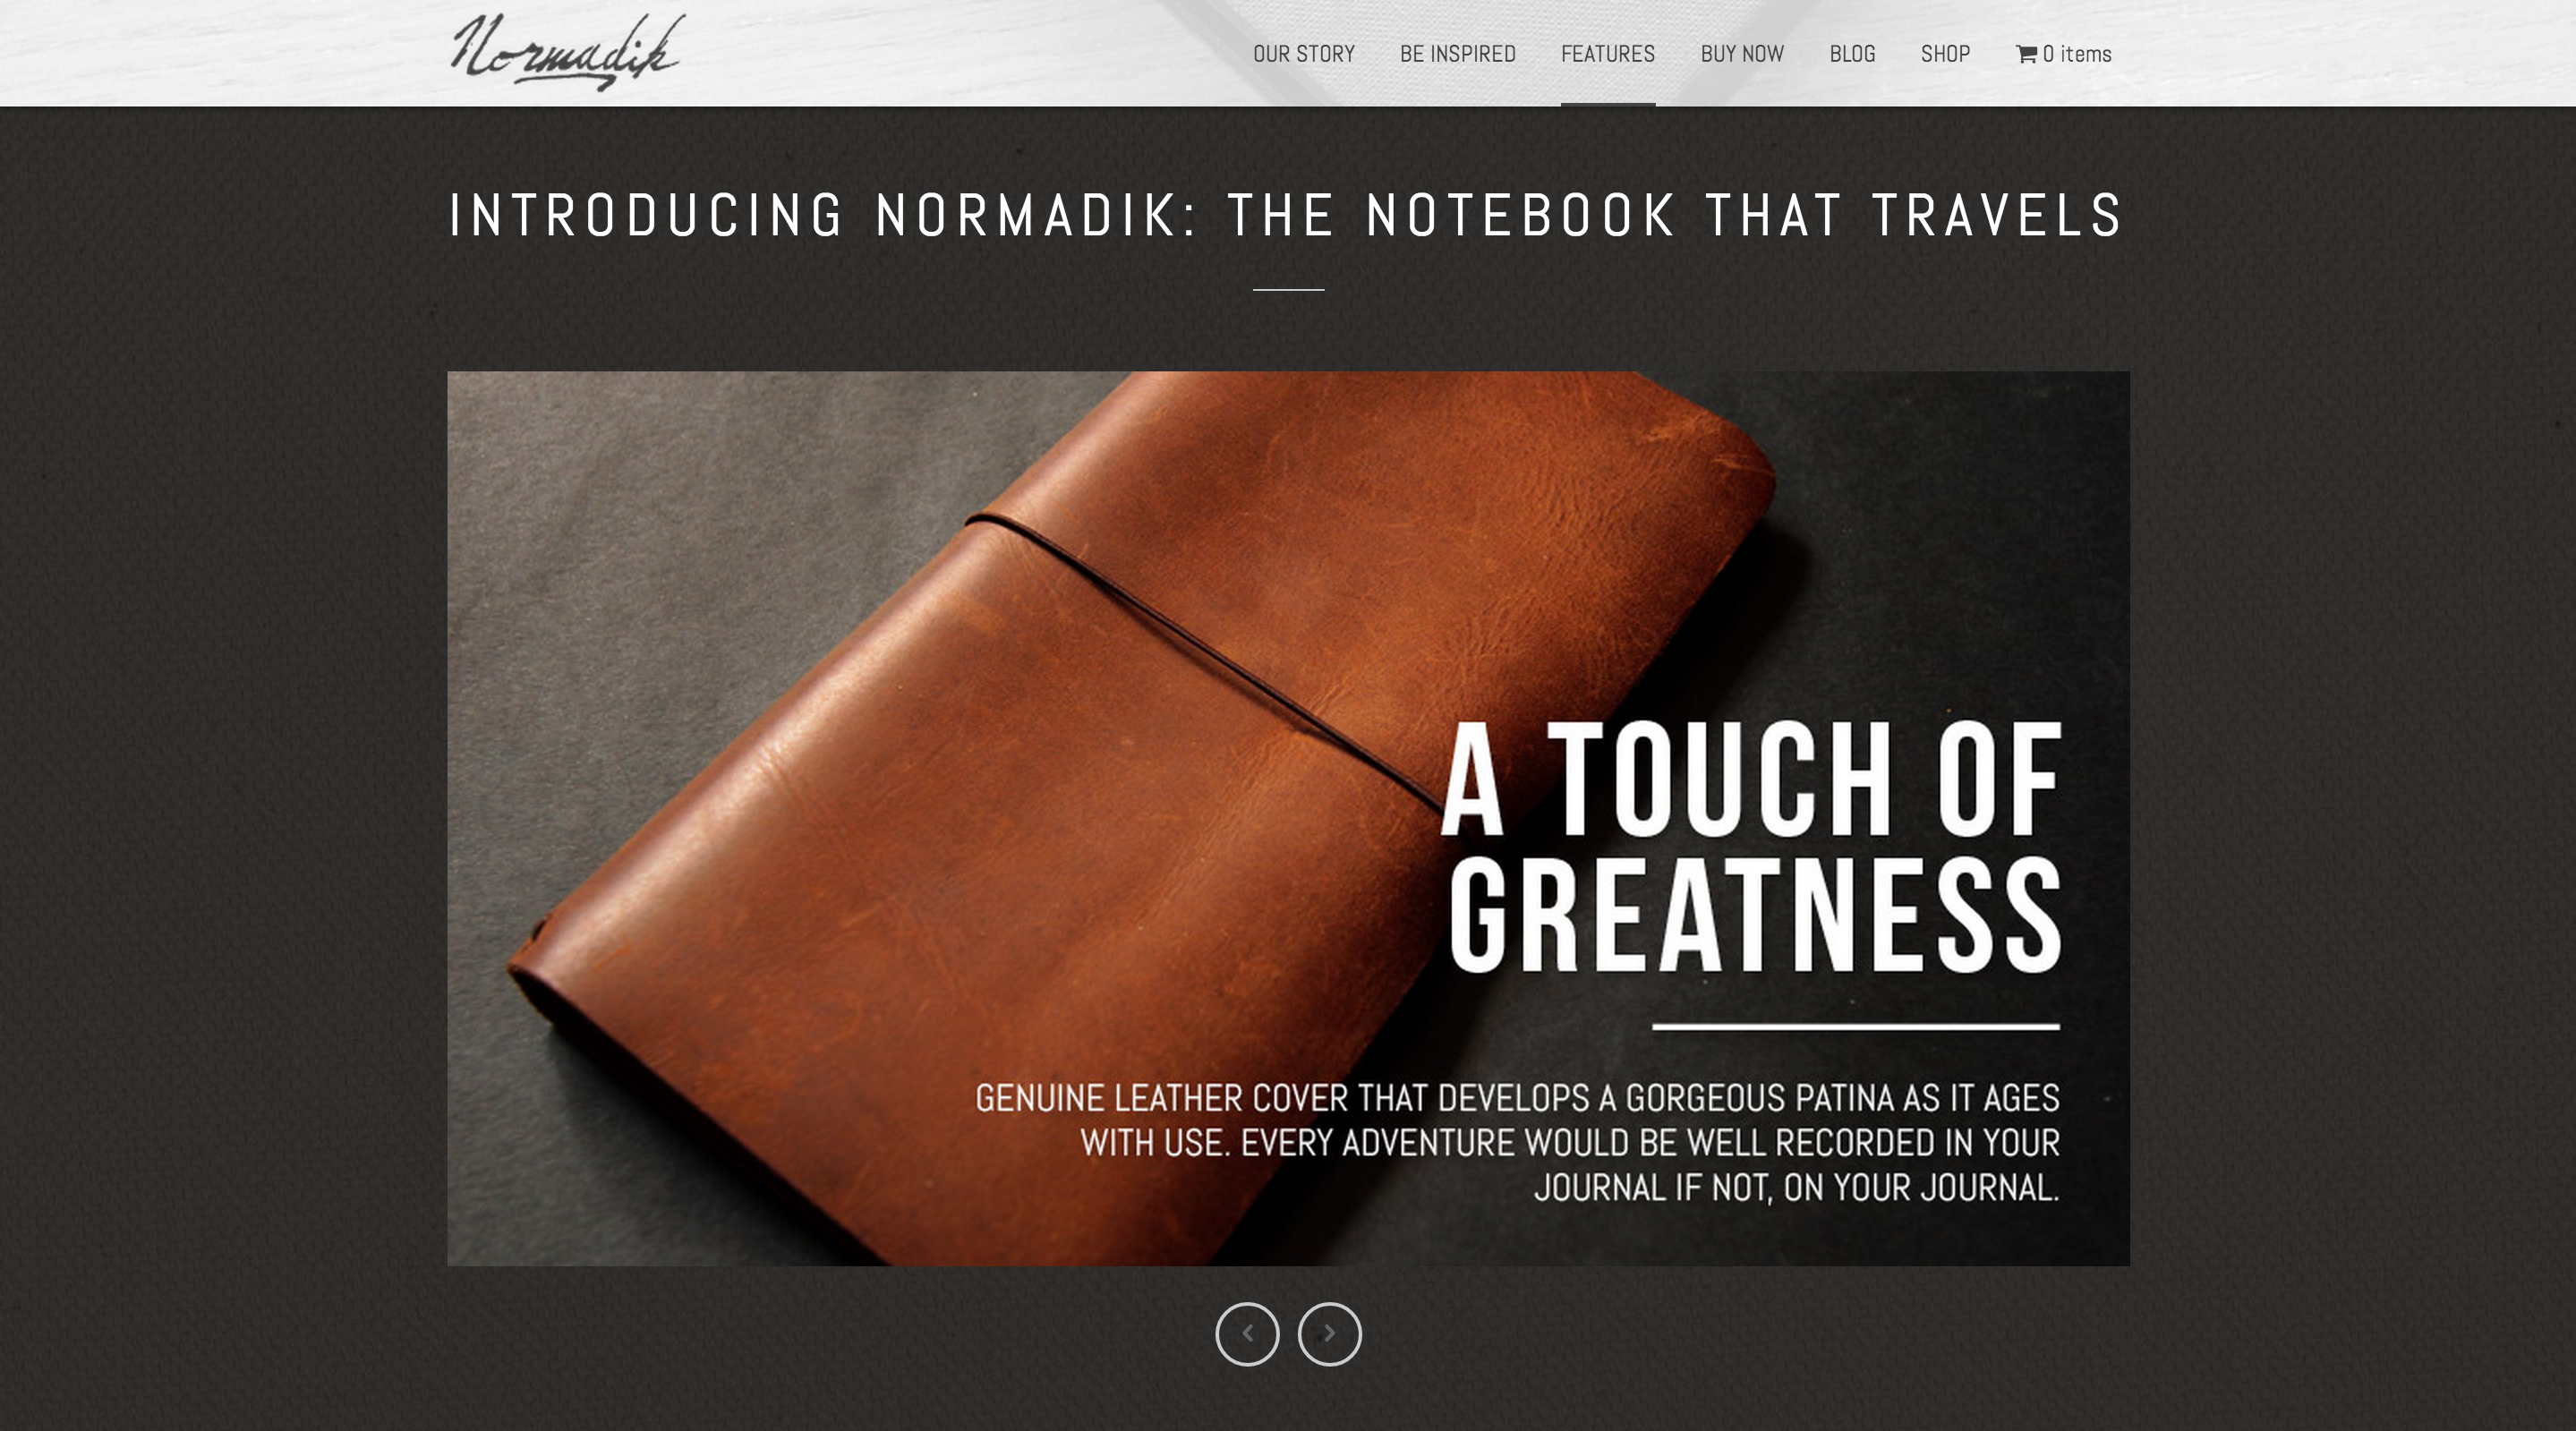 Normadik
OUR STORY BE INSPIRED FEATURES BUY NOW BLOG SHOP 0 items
INTRODUCING NORMADIK: THE NOTEBOOK THAT TRAVELS
A TOUCH OF
GREATNESS
GENUINE LEATHER COVER THAT DEVELOPS A GORGEOUS PATINA AS IT AGES
WITH USE. EVERY ADVENTURE WOULD BE WELL RECORDED IN YOUR
JOURNAL IF NOT, ON YOUR JOURNAL.